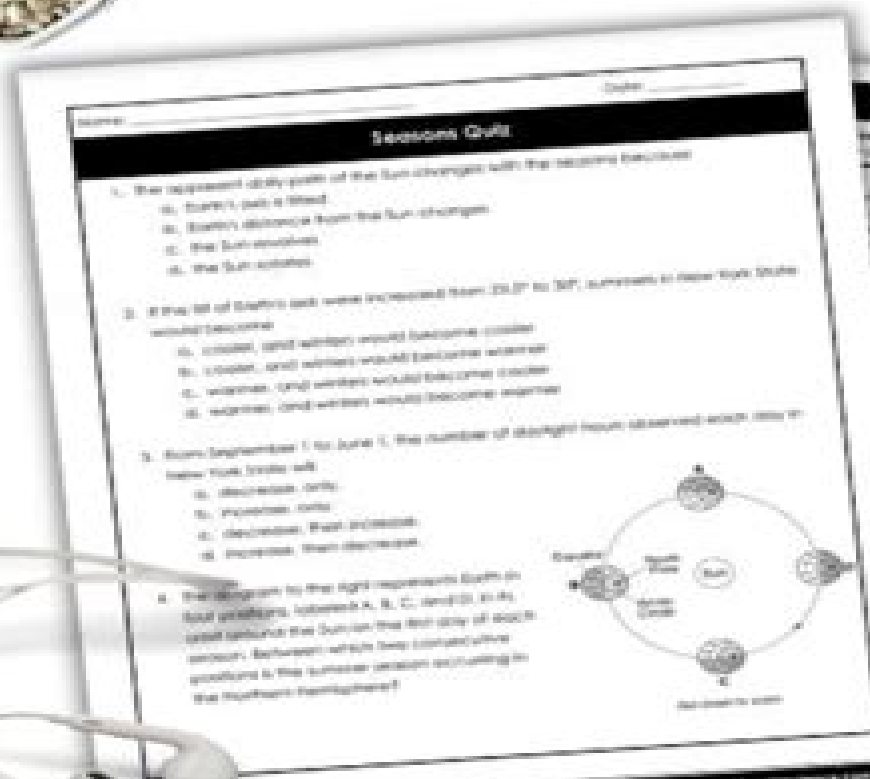 Name: Date:
Seasons Quiz
1. The apparent daily path of the Sun changes with the seasons because
a. Earth's axis is tilted
b. Earth's distance from the Sun changes
c. the Sun revolves
d. the Sun rotates
2. If the tilt of Earth's axis were increased from 23.5° to 30°, summers in New York State
would become
a. cooler, and winters would become cooler
b. cooler, and winters would become warmer
c. warmer, and winters would become cooler
d. warmer, and winters would become warmer
3. From September 1 to June 1, the number of daylight hours observed each day in
New York State will
a. decrease, only
b. increase, only
c. decrease, then increase
d. increase, then decrease
4. The diagram to the right represents Earth in
four positions, labeled A, B, C, and D, in its
orbit around the Sun on the first day of each
season. Between which two consecutive
positions is the summer season occurring in
the Northern Hemisphere?
Equator
North
Pole
Sun
Arctic
Circle
C